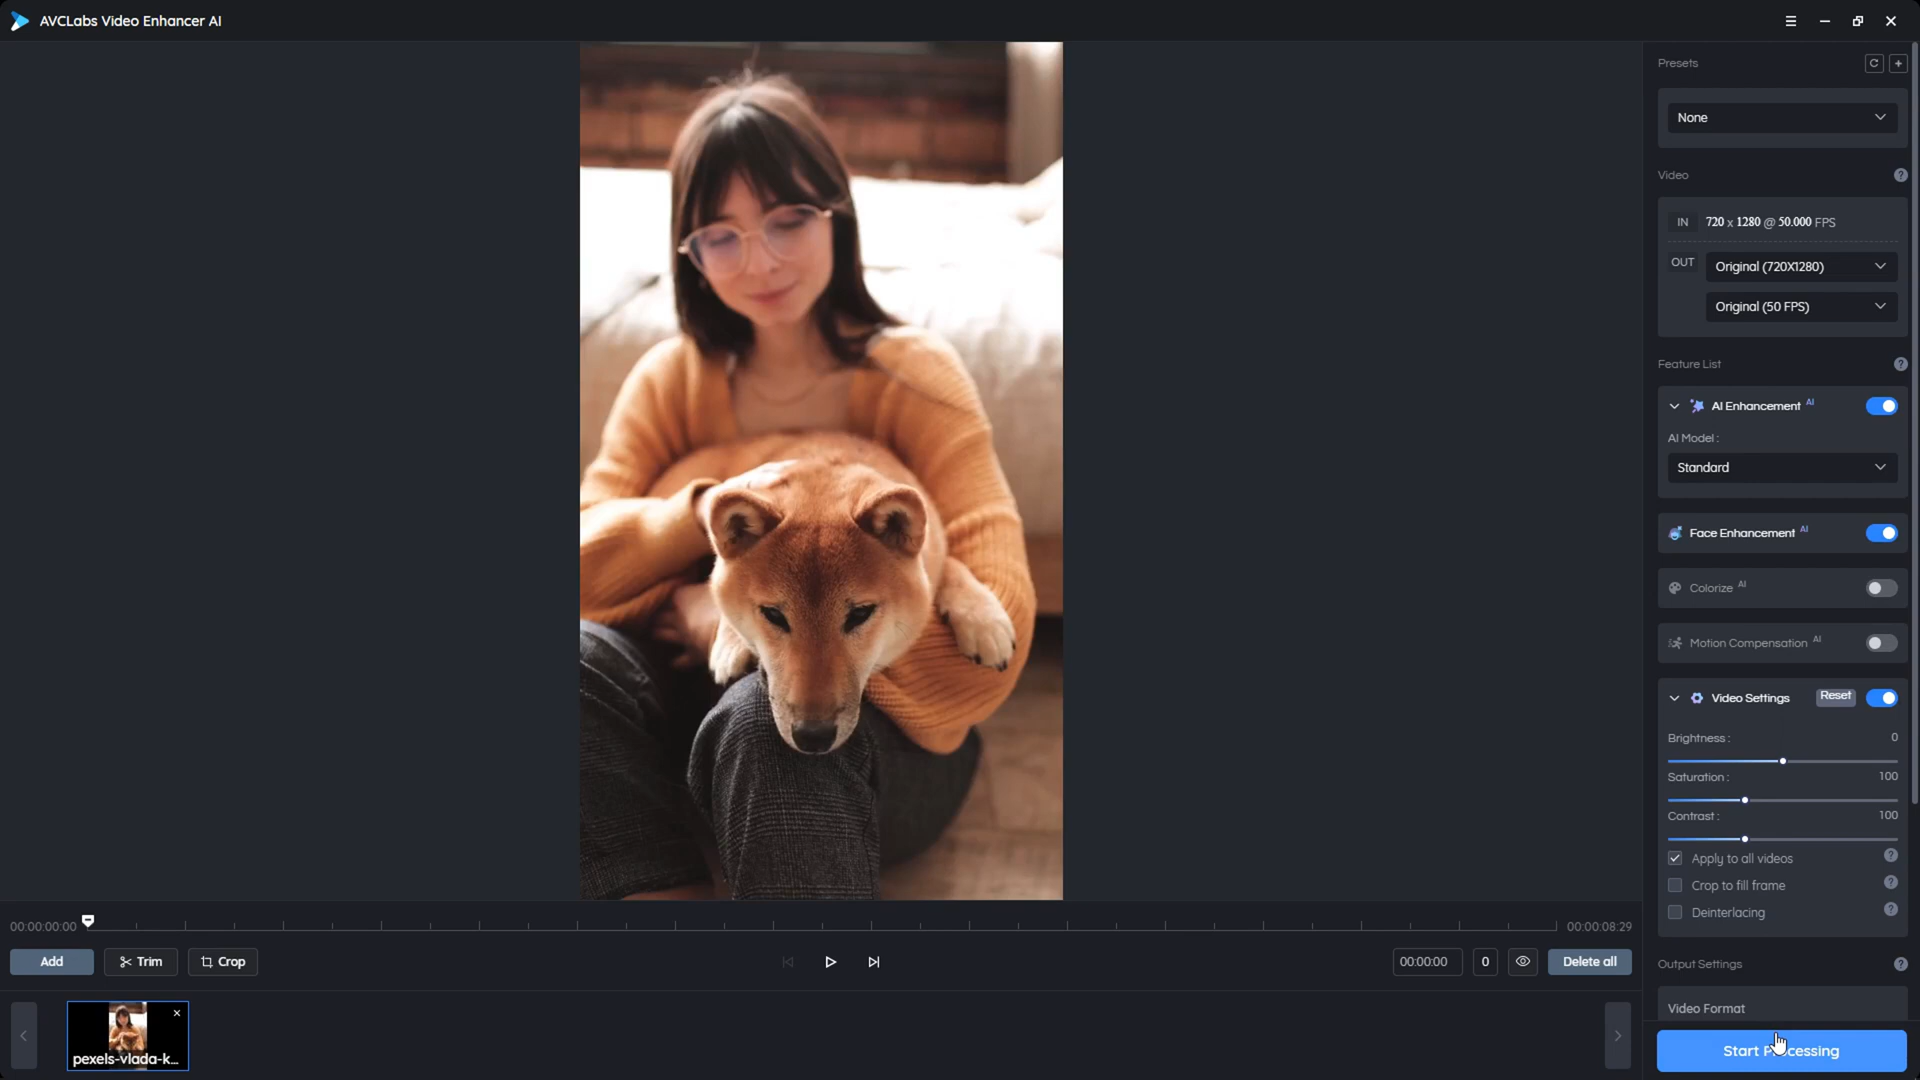 AVCLabs Video Enhancer AI
Presets
None
Video
IN 720 x 1280 @ 50.000 FPS
OUT Original (720X1280)
Original (50 FPS)
Feature List
AI Enhancement AI
AI Model :
Standard
Face Enhancement AI
Colorize AI
Motion Compensation AI
Video Settings Reset
Brightness : 0
Saturation : 100
Contrast : 100
Apply to all videos
Crop to fill frame
Deinterlacing
Output Settings
Video Format
Start Processing
00:00:00:00 00:00:08:29
Add Trim Crop 00:00:00 0 Delete all
pexels-vlada-k...